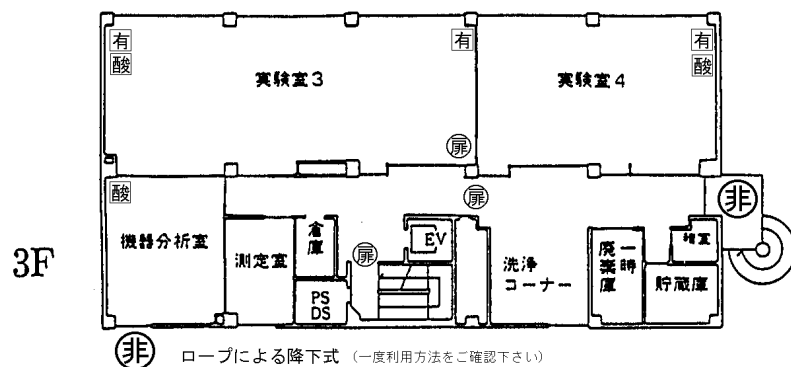 有
酸
有
有
酸
実験室3
実験室4
扉
酸
扉
非
機器分析室
倉庫
EV
3F
測定室
扉
洗浄
コーナー
一時
廃棄庫
暗室
貯蔵庫
PS
DS
非
ロープによる降下式 (一度利用方法をご確認下さい)